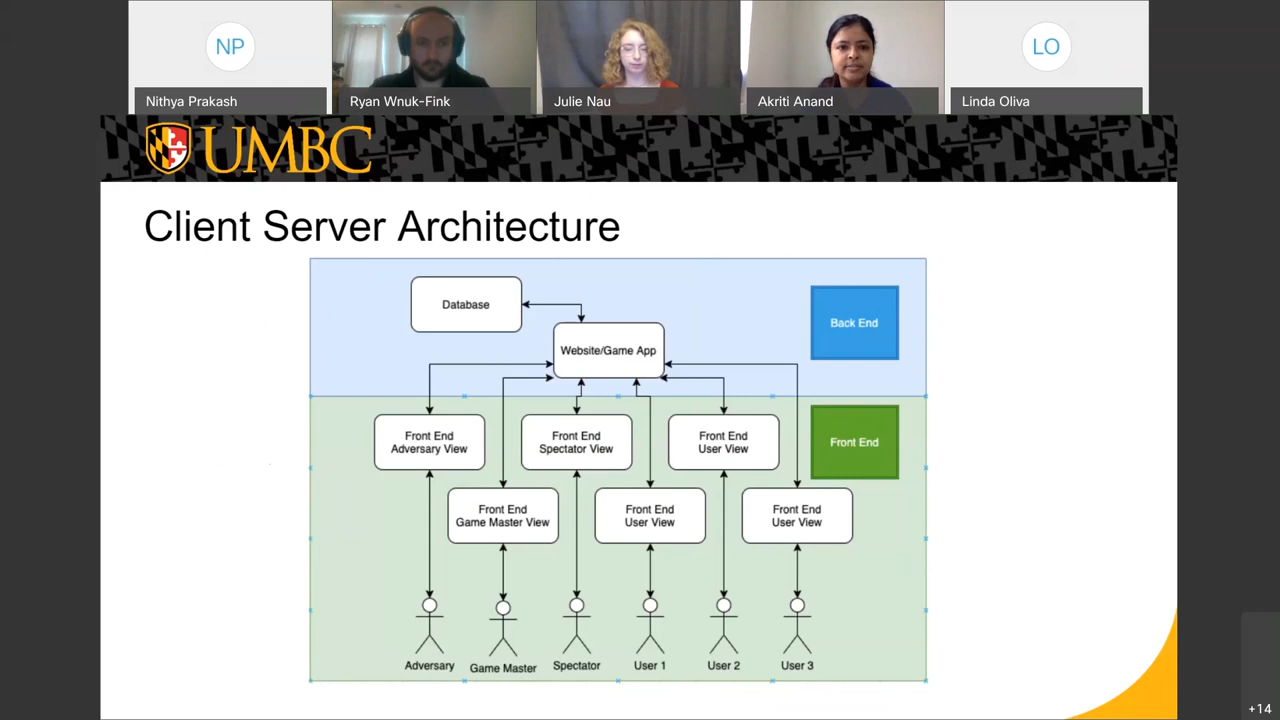 NP
LO
Nithya Prakash
Ryan Wnuk-Fink
Julie Nau
Akriti Anand
Linda Oliva
UMBC
Client Server Architecture
Database
Back End
Website/Game App
Front End
Adversary View
Front End
Spectator View
Front End
User View
Front End
Front End
Game Master View
Front End
User View
Front End
User View
Adversary
Game Master
Spectator
User 1
User 2
User 3
+14